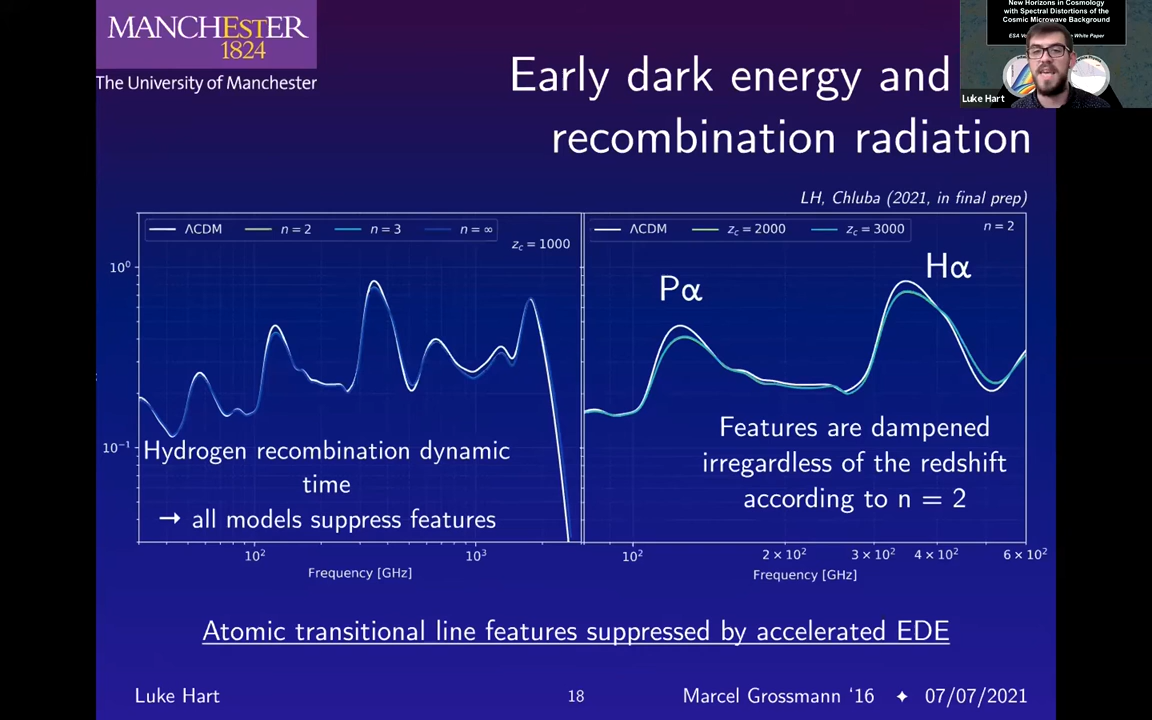 MANCHESTER
1824
The University of Manchester
Early dark energy and
recombination radiation
New Horizons in Cosmology
with Spectral Distortions of the
Cosmic Microwave Background
Luke Hart
LH, Chluba (2021, in final prep)
ΛCDM n = 2 n = 3 n = ∞
z_c = 1000
10⁰
10⁻¹
Hydrogen recombination dynamic
time
→ all models suppress features
10² 10³
Frequency [GHz]
ΛCDM z_c = 2000 z_c = 3000
n = 2
Pα
Hα
Features are dampened
irregardless of the redshift
according to n = 2
10² 2 × 10² 3 × 10² 4 × 10² 6 × 10²
Frequency [GHz]
Atomic transitional line features suppressed by accelerated EDE
Luke Hart 18 Marcel Grossmann ‘16 ✦ 07/07/2021